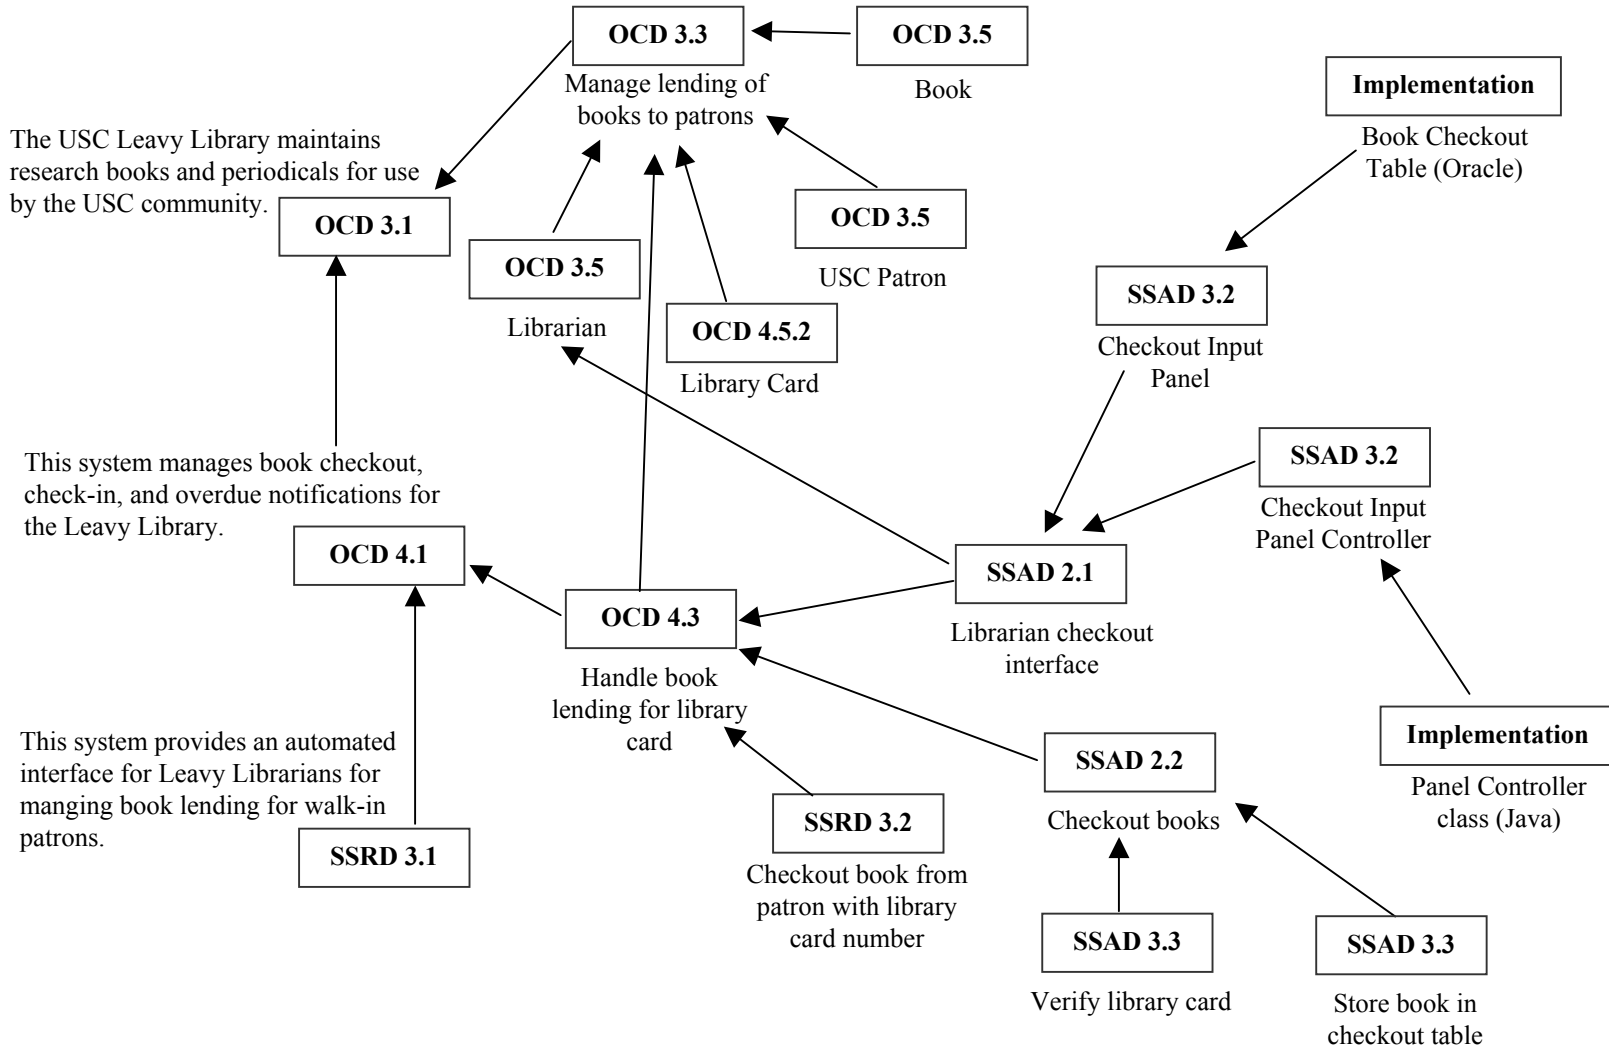 OCD 3.3
Manage lending of
books to patrons
OCD 3.5
Book
Implementation
Book Checkout
Table (Oracle)
The USC Leavy Library maintains
research books and periodicals for use
by the USC community.
OCD 3.1
OCD 3.5
Librarian
OCD 4.5.2
Library Card
OCD 3.5
USC Patron
SSAD 3.2
Checkout Input
Panel
SSAD 3.2
Checkout Input
Panel Controller
This system manages book checkout,
check-in, and overdue notifications for
the Leavy Library.
OCD 4.1
OCD 4.3
Handle book
lending for library
card
SSAD 2.1
Librarian checkout
interface
Implementation
Panel Controller
class (Java)
This system provides an automated
interface for Leavy Librarians for
manging book lending for walk-in
patrons.
SSRD 3.1
SSRD 3.2
Checkout book from
patron with library
card number
SSAD 2.2
Checkout books
SSAD 3.3
Verify library card
SSAD 3.3
Store book in
checkout table